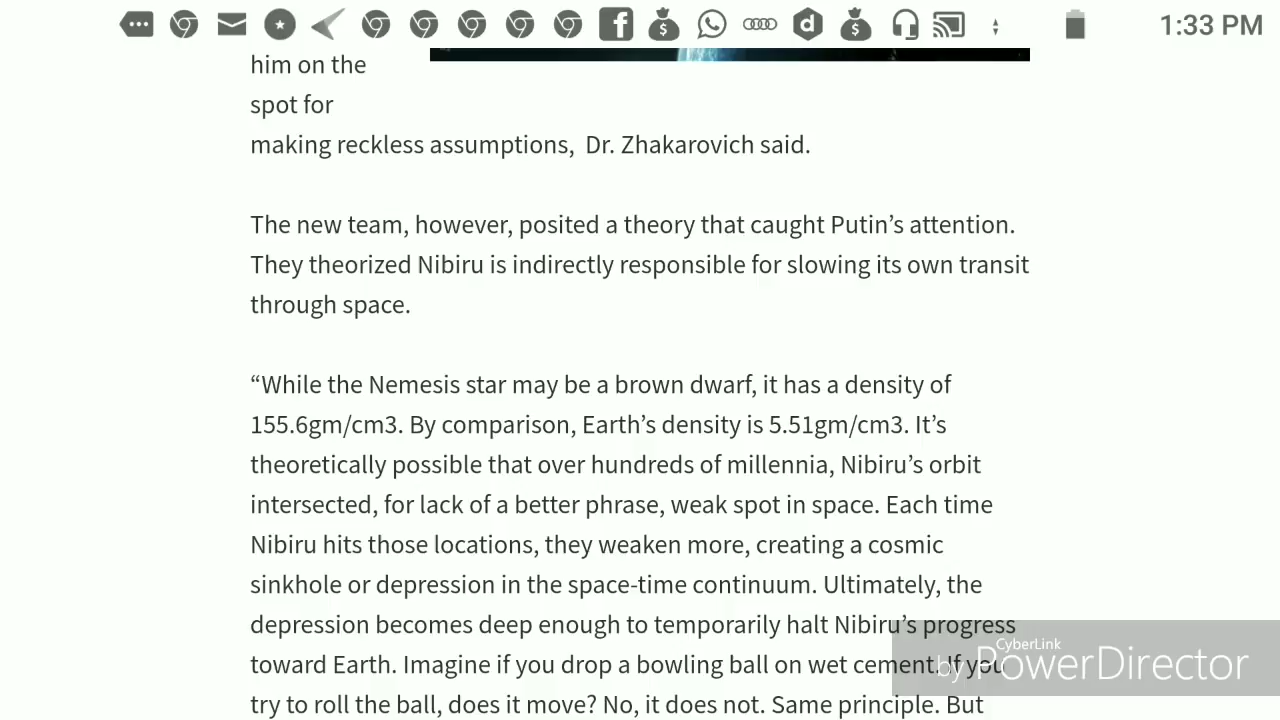 1:33 PM
him on the
spot for
making reckless assumptions,  Dr. Zhakarovich said.
The new team, however, posited a theory that caught Putin’s attention.
They theorized Nibiru is indirectly responsible for slowing its own transit
through space.
“While the Nemesis star may be a brown dwarf, it has a density of
155.6gm/cm3. By comparison, Earth’s density is 5.51gm/cm3. It’s
theoretically possible that over hundreds of millennia, Nibiru’s orbit
intersected, for lack of a better phrase, weak spot in space. Each time
Nibiru hits those locations, they weaken more, creating a cosmic
sinkhole or depression in the space-time continuum. Ultimately, the
depression becomes deep enough to temporarily halt Nibiru’s progress
toward Earth. Imagine if you drop a bowling ball on wet cement. If you
try to roll the ball, does it move? No, it does not. Same principle. But
CyberLink
by PowerDirector